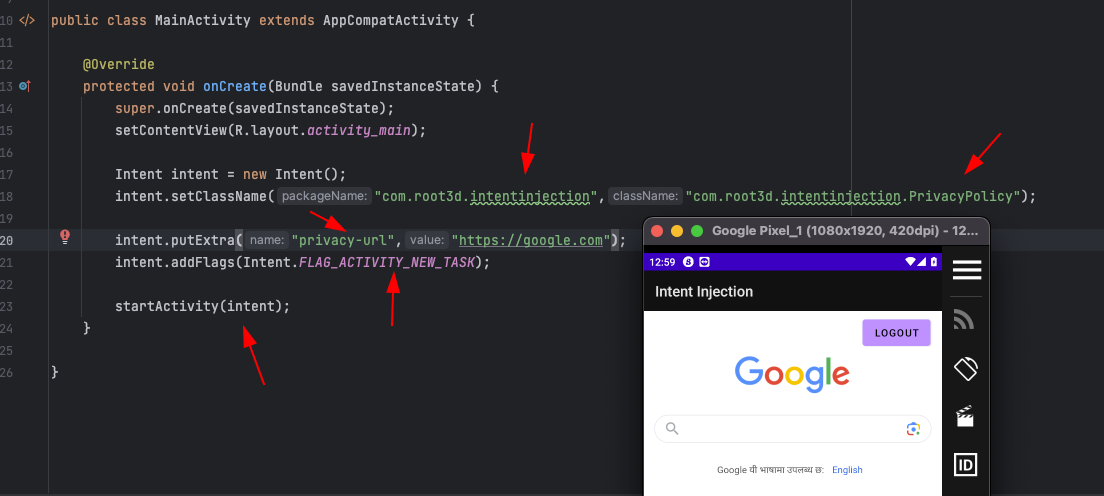 10 public class MainActivity extends AppCompatActivity {
11
12 @Override
13 protected void onCreate(Bundle savedInstanceState) {
14 super.onCreate(savedInstanceState);
15 setContentView(R.layout.activity_main);
16
17 Intent intent = new Intent();
18 intent.setClassName( packageName: "com.root3d.intentinjection", className: "com.root3d.intentinjection.PrivacyPolicy");
19
20 intent.putExtra( name: "privacy-url", value: "https://google.com");
21 intent.addFlags(Intent.FLAG_ACTIVITY_NEW_TASK);
22
23 startActivity(intent);
24 }
25
26 }
Google Pixel_1 (1080x1920, 420dpi) - 12...
12:59
Intent Injection
LOGOUT
Google
Google यी भाषामा उपलब्ध छ: English
ID